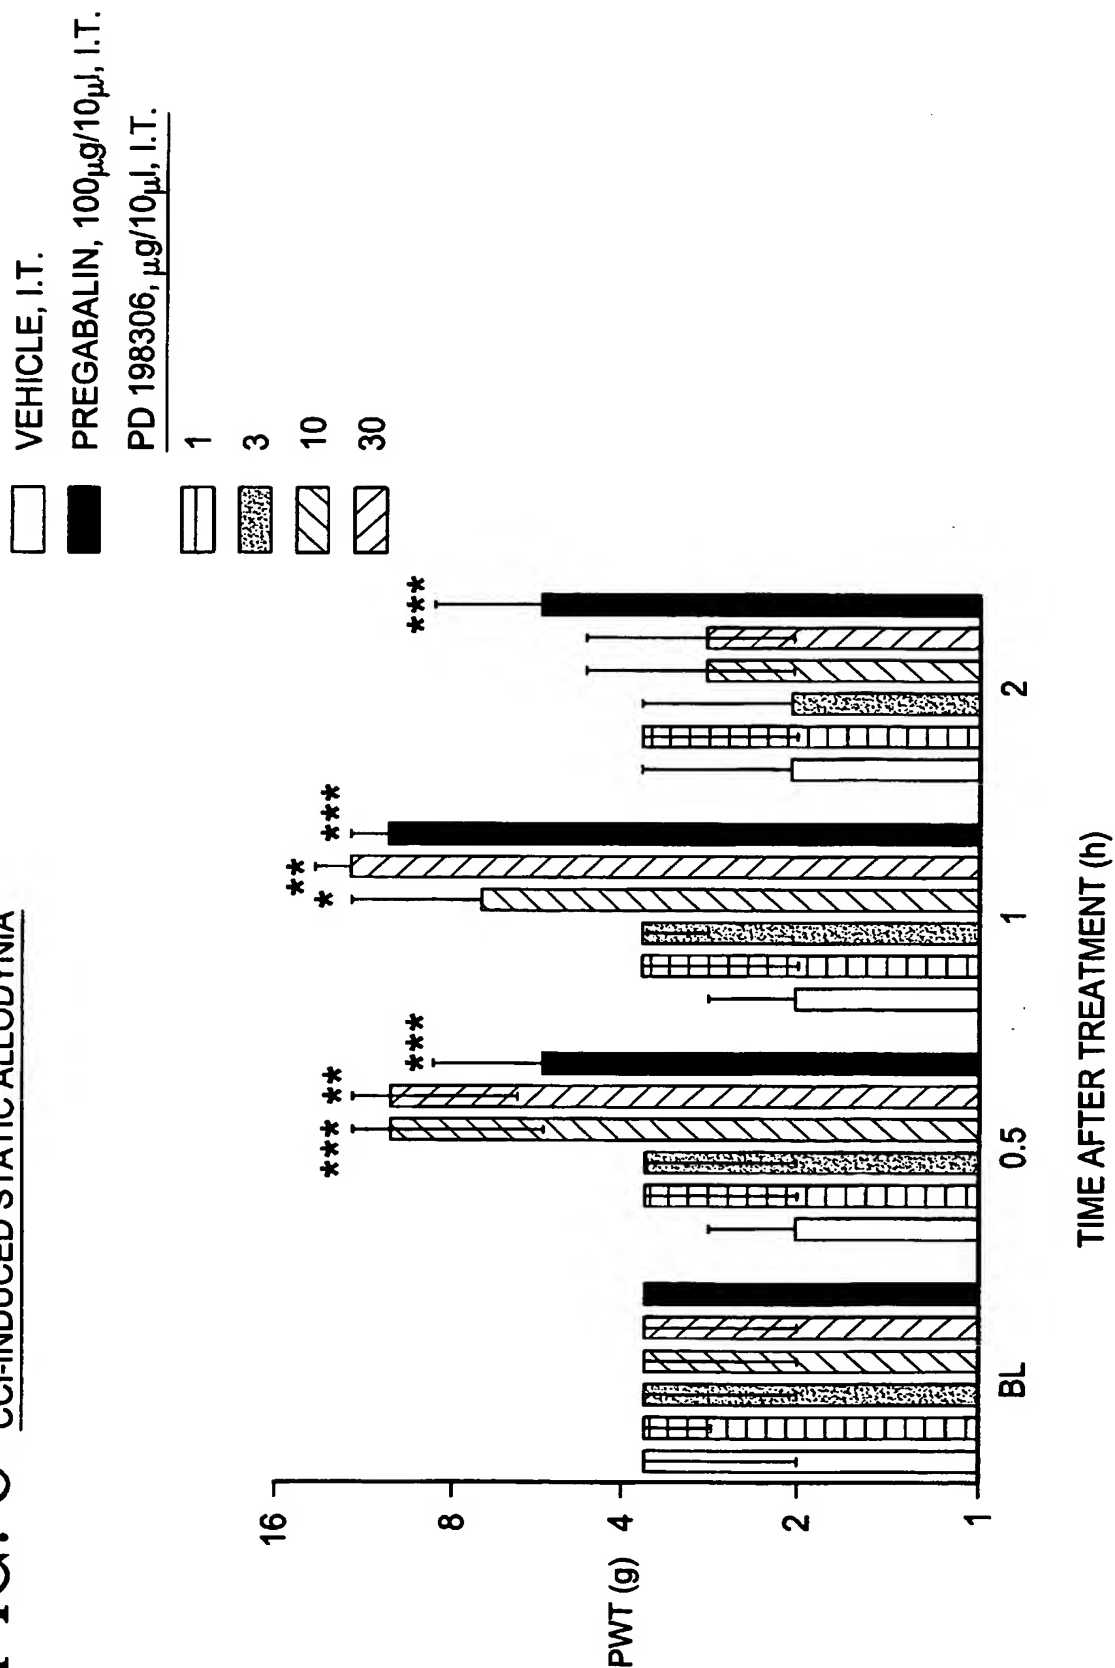 CCI-INDUCED STATIC ALLODYNIA
VEHICLE, I.T.
PREGABALIN, 100μg/10μl, I.T.
PD 198306, μg/10μl, I.T.
1
3
10
30
16
8
4
2
1
PWT (g)
***
**
***
*
**
***
***
BL
0.5
1
2
TIME AFTER TREATMENT (h)